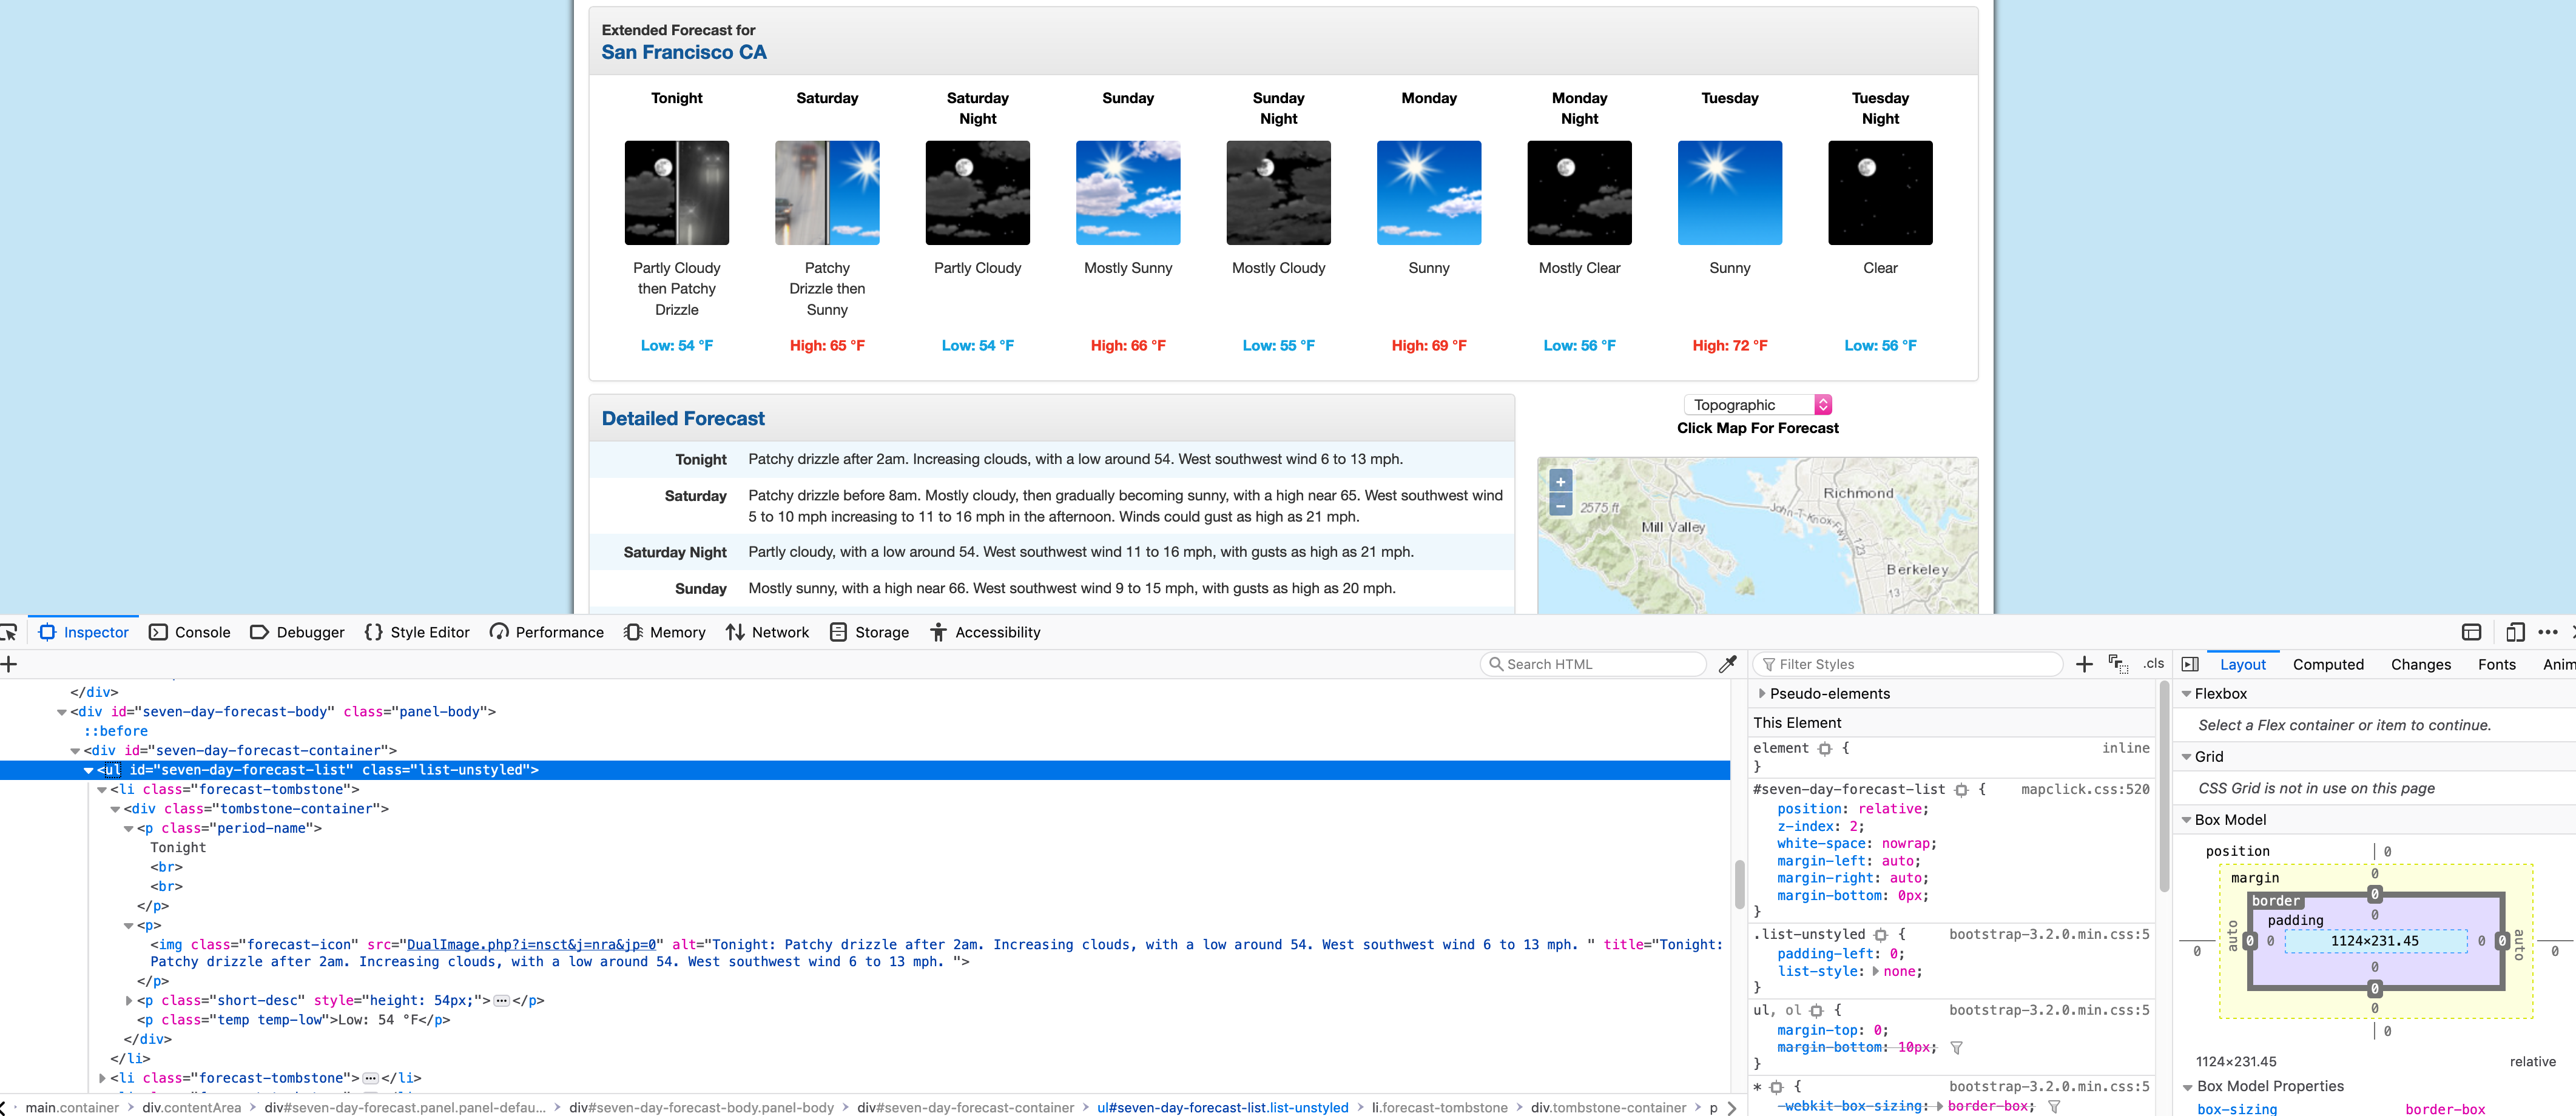 Extended Forecast for
San Francisco CA
Tonight
Saturday
Saturday
Night
Sunday
Sunday
Night
Monday
Monday
Night
Tuesday
Tuesday
Night
Partly Cloudy
then Patchy
Drizzle
Patchy
Drizzle then
Sunny
Partly Cloudy
Mostly Sunny
Mostly Cloudy
Sunny
Mostly Clear
Sunny
Clear
Low: 54 °F
High: 65 °F
Low: 54 °F
High: 66 °F
Low: 55 °F
High: 69 °F
Low: 56 °F
High: 72 °F
Low: 56 °F
Detailed Forecast
Tonight Patchy drizzle after 2am. Increasing clouds, with a low around 54. West southwest wind 6 to 13 mph.
Saturday Patchy drizzle before 8am. Mostly cloudy, then gradually becoming sunny, with a high near 65. West southwest wind
5 to 10 mph increasing to 11 to 16 mph in the afternoon. Winds could gust as high as 21 mph.
Saturday Night Partly cloudy, with a low around 54. West southwest wind 11 to 16 mph, with gusts as high as 21 mph.
Sunday Mostly sunny, with a high near 66. West southwest wind 9 to 15 mph, with gusts as high as 20 mph.
Topographic
Click Map For Forecast
+
−
2575 ft
Richmond
Mill Valley
John-T-Knox-Fwy
123
Berkeley
13
Inspector Console Debugger {} Style Editor Performance Memory Network Storage Accessibility
+ Search HTML
</div>
<div id="seven-day-forecast-body" class="panel-body">
::before
<div id="seven-day-forecast-container">
<ul id="seven-day-forecast-list" class="list-unstyled">
<li class="forecast-tombstone">
<div class="tombstone-container">
<p class="period-name">
Tonight
<br>
<br>
</p>
<p>
<img class="forecast-icon" src="DualImage.php?i=nsct&j=nra&jp=0" alt="Tonight: Patchy drizzle after 2am. Increasing clouds, with a low around 54. West southwest wind 6 to 13 mph. " title="Tonight:
Patchy drizzle after 2am. Increasing clouds, with a low around 54. West southwest wind 6 to 13 mph. ">
</p>
<p class="short-desc" style="height: 54px;">…</p>
<p class="temp temp-low">Low: 54 °F</p>
</div>
</li>
<li class="forecast-tombstone">…</li>
main.container div.contentArea div#seven-day-forecast.panel.panel-defau... div#seven-day-forecast-body.panel-body div#seven-day-forecast-container ul#seven-day-forecast-list.list-unstyled li.forecast-tombstone div.tombstone-container p
Filter Styles + .cls
Pseudo-elements
This Element
element { inline
}
#seven-day-forecast-list { mapclick.css:520
position: relative;
z-index: 2;
white-space: nowrap;
margin-left: auto;
margin-right: auto;
margin-bottom: 0px;
}
.list-unstyled { bootstrap-3.2.0.min.css:5
padding-left: 0;
list-style: none;
}
ul, ol { bootstrap-3.2.0.min.css:5
margin-top: 0;
margin-bottom: 10px;
}
* { bootstrap-3.2.0.min.css:5
-webkit-box-sizing: border-box;
Layout Computed Changes Fonts Anim
Flexbox
Select a Flex container or item to continue.
Grid
CSS Grid is not in use on this page
Box Model
position 0
margin 0
border 0
padding 0
0 auto 0 0 1124×231.45 0 0 auto 0
0
0
0
0
1124×231.45 relative
Box Model Properties
box-sizing border-box